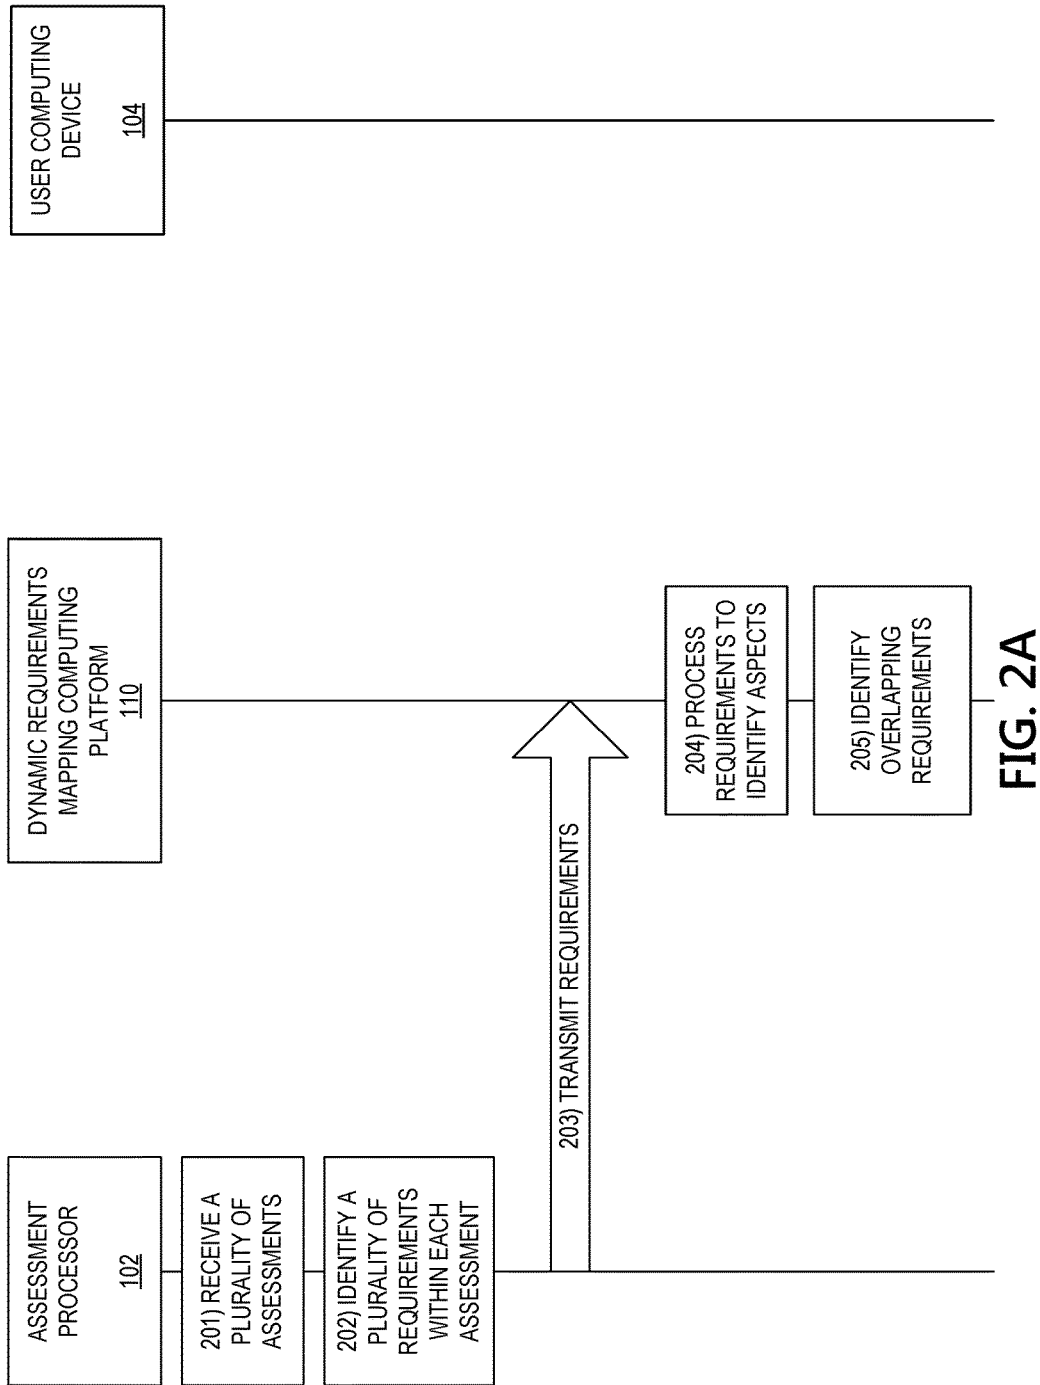 ASSESSMENT
PROCESSOR
102
DYNAMIC REQUIREMENTS
MAPPING COMPUTING
PLATFORM
110
USER COMPUTING
DEVICE
104
201) RECEIVE A
PLURALITY OF
ASSESSMENTS
202) IDENTIFY A
PLURALITY OF
REQUIREMENTS
WITHIN EACH
ASSESSMENT
203) TRANSMIT REQUIREMENTS
204) PROCESS
REQUIREMENTS TO
IDENTIFY ASPECTS
205) IDENTIFY
OVERLAPPING
REQUIREMENTS
FIG. 2A